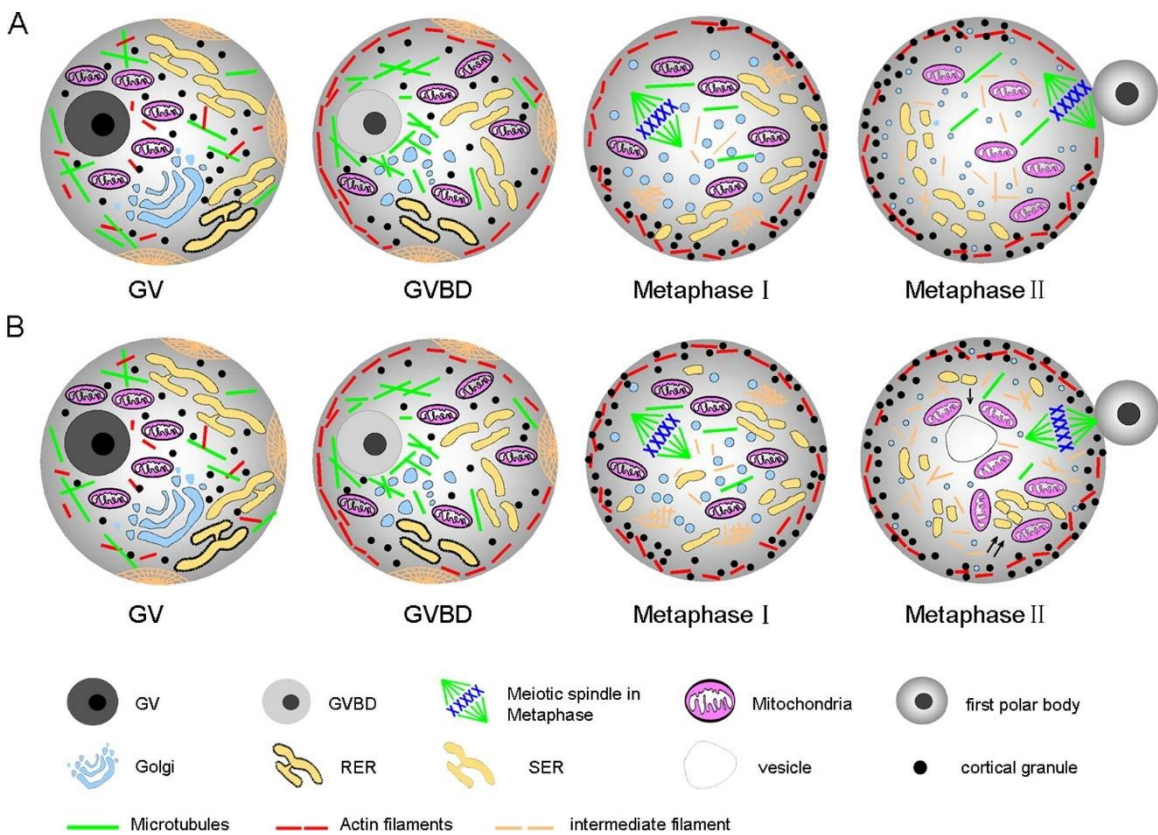 A
GV GVBD Metaphase I Metaphase II
B
GV GVBD Metaphase I Metaphase II
GV GVBD Meiotic spindle in Metaphase Mitochondria first polar body
Golgi RER SER vesicle cortical granule
Microtubules Actin filaments intermediate filament